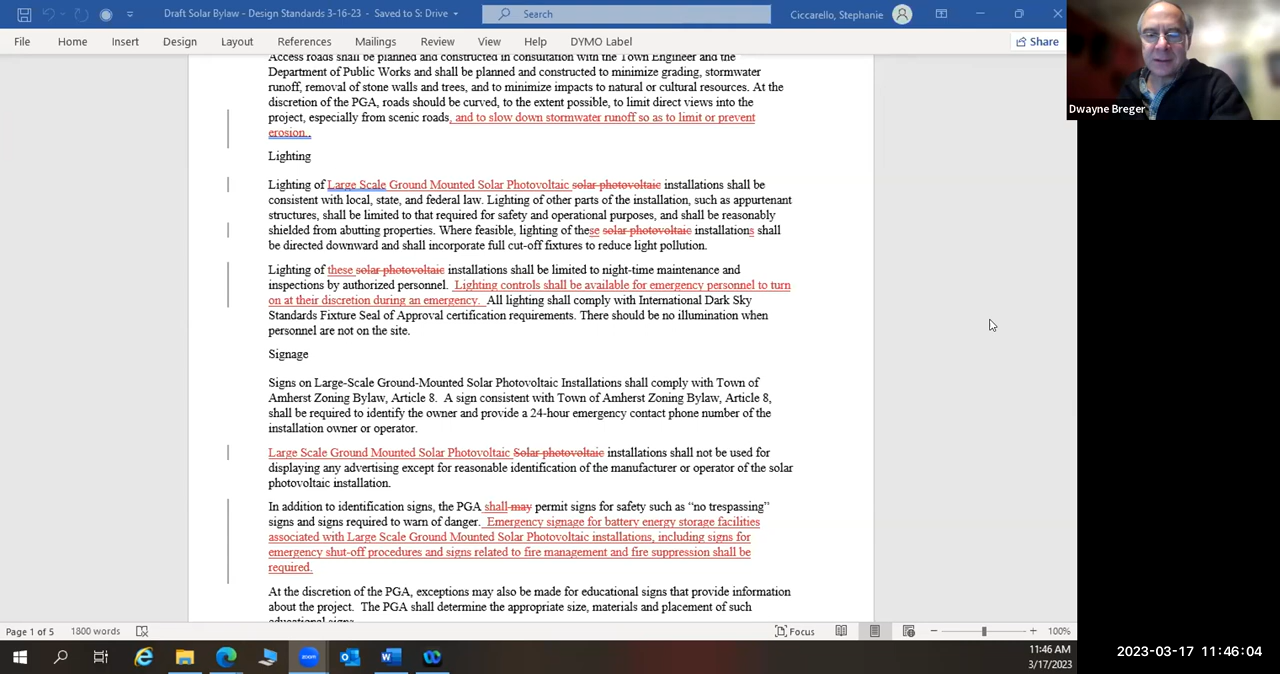 Draft Solar Bylaw - Design Standards 3-16-23 - Saved to S: Drive
Search
Ciccarello, Stephanie
File Home Insert Design Layout References Mailings Review View Help DYMO Label Share
Access roads shall be planned and constructed in consultation with the Town Engineer and the
Department of Public Works and shall be planned and constructed to minimize grading, stormwater
runoff, removal of stone walls and trees, and to minimize impacts to natural or cultural resources. At the
discretion of the PGA, roads should be curved, to the extent possible, to limit direct views into the
project, especially from scenic roads, and to slow down stormwater runoff so as to limit or prevent
erosion..
Lighting
Lighting of Large Scale Ground Mounted Solar Photovoltaic solar photovoltaic installations shall be
consistent with local, state, and federal law. Lighting of other parts of the installation, such as appurtenant
structures, shall be limited to that required for safety and operational purposes, and shall be reasonably
shielded from abutting properties. Where feasible, lighting of these solar photovoltaic installations shall
be directed downward and shall incorporate full cut-off fixtures to reduce light pollution.
Lighting of these solar photovoltaic installations shall be limited to night-time maintenance and
inspections by authorized personnel. Lighting controls shall be available for emergency personnel to turn
on at their discretion during an emergency. All lighting shall comply with International Dark Sky
Standards Fixture Seal of Approval certification requirements. There should be no illumination when
personnel are not on the site.
Signage
Signs on Large-Scale Ground-Mounted Solar Photovoltaic Installations shall comply with Town of
Amherst Zoning Bylaw, Article 8. A sign consistent with Town of Amherst Zoning Bylaw, Article 8,
shall be required to identify the owner and provide a 24-hour emergency contact phone number of the
installation owner or operator.
Large Scale Ground Mounted Solar Photovoltaic Solar photovoltaic installations shall not be used for
displaying any advertising except for reasonable identification of the manufacturer or operator of the solar
photovoltaic installation.
In addition to identification signs, the PGA shall may permit signs for safety such as “no trespassing”
signs and signs required to warn of danger. Emergency signage for battery energy storage facilities
associated with Large Scale Ground Mounted Solar Photovoltaic installations, including signs for
emergency shut-off procedures and signs related to fire management and fire suppression shall be
required.
At the discretion of the PGA, exceptions may also be made for educational signs that provide information
about the project. The PGA shall determine the appropriate size, materials and placement of such
educational signs.
Page 1 of 5 1800 words Focus 100%
zoom
11:46 AM
3/17/2023
Dwayne Breger
2023-03-17 11:46:04